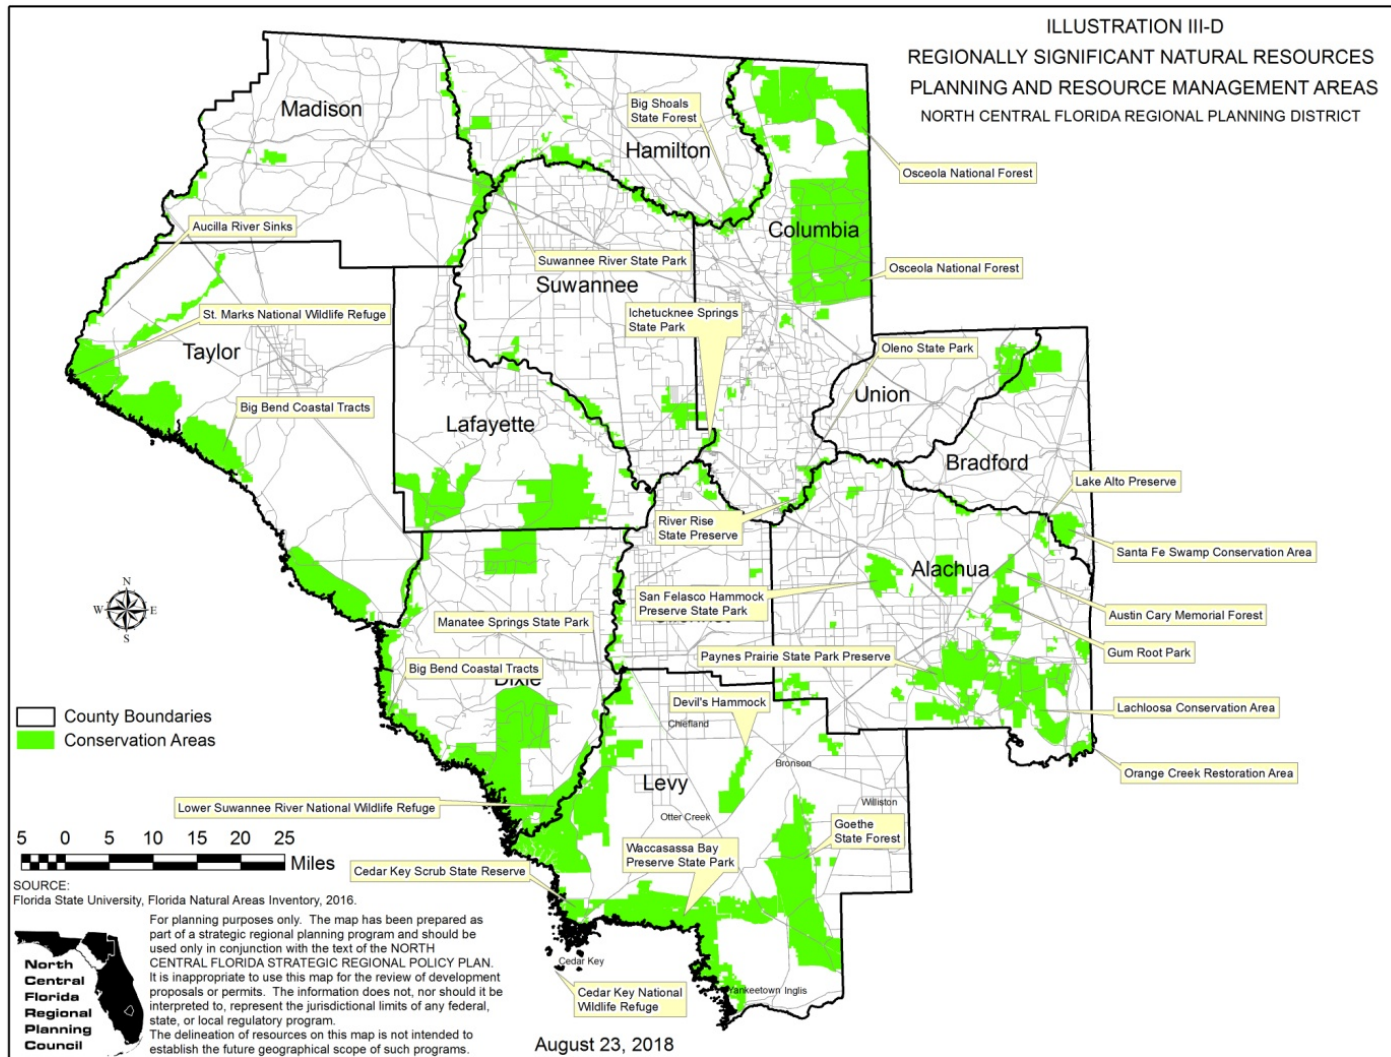 ILLUSTRATION III-D
REGIONALLY SIGNIFICANT NATURAL RESOURCES
PLANNING AND RESOURCE MANAGEMENT AREAS
NORTH CENTRAL FLORIDA REGIONAL PLANNING DISTRICT
Madison
Big Shoals
State Forest
Hamilton
Osceola National Forest
Aucilla River Sinks
Columbia
Suwannee River State Park
Osceola National Forest
Suwannee
Ichetucknee Springs
State Park
St. Marks National Wildlife Refuge
Taylor
Oleno State Park
Union
Big Bend Coastal Tracts
Lafayette
Bradford
Lake Alto Preserve
River Rise
State Preserve
Santa Fe Swamp Conservation Area
Alachua
San Felasco Hammock
Preserve State Park
Austin Cary Memorial Forest
Manatee Springs State Park
Gum Root Park
Paynes Prairie State Park Preserve
Big Bend Coastal Tracts
Dixie
Devil's Hammock
Lachloosa Conservation Area
Chiefland
Orange Creek Restoration Area
Bronson
Levy
Williston
Lower Suwannee River National Wildlife Refuge
Otter Creek
Goethe
State Forest
Waccasassa Bay
Preserve State Park
Cedar Key Scrub State Reserve
Cedar Key
Cedar Key National
Wildlife Refuge
Yankeetown Inglis
N
W E
S
County Boundaries
Conservation Areas
5 0 5 10 15 20 25
Miles
SOURCE:
Florida State University, Florida Natural Areas Inventory, 2016.
For planning purposes only. The map has been prepared as
part of a strategic regional planning program and should be
used only in conjunction with the text of the NORTH
CENTRAL FLORIDA STRATEGIC REGIONAL POLICY PLAN.
It is inappropriate to use this map for the review of development
proposals or permits. The information does not, nor should it be
interpreted to, represent the jurisdictional limits of any federal,
state, or local regulatory program.
The delineation of resources on this map is not intended to
establish the future geographical scope of such programs.
North
Central
Florida
Regional
Planning
Council
August 23, 2018